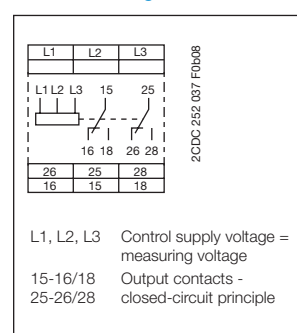 L1 L2 L3
L1 L2 L3 15 25
16 18 26 28
26 25 28
16 15 18
2CDC 252 037 F0b08
L1, L2, L3 Control supply voltage =
measuring voltage
15-16/18 Output contacts -
25-26/28 closed-circuit principle